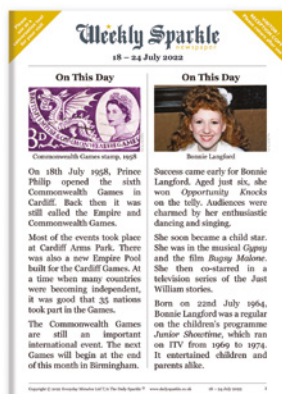 Weekly Sparkle
newspaper
18 – 24 July 2022
On This Day
Commonwealth Games stamp, 1958
On 18th July 1958, Prince
Philip opened the sixth
Commonwealth Games in
Cardiff. Back then it was
still called the Empire and
Commonwealth Games.
Most of the events took place
at Cardiff Arms Park. There
was also a new Empire Pool
built for the Cardiff Games. At
a time when many countries
were becoming independent,
it was good that 35 nations
took part in the Games.
The Commonwealth Games
are still an important
international event. The next
Games will begin at the end
of this month in Birmingham.
On This Day
Bonnie Langford
Success came early for Bonnie
Langford. Aged just six, she
won Opportunity Knocks
on the telly. Audiences were
charmed by her enthusiastic
dancing and singing.
She soon became a child star.
She was in the musical Gypsy
and the film Bugsy Malone.
She then co-starred in a
television series of the Just
William stories.
Born on 22nd July 1964,
Bonnie Langford was a regular
on the children's programme
Junior Showtime, which ran
on ITV from 1969 to 1974.
It entertained children and
parents alike.
18 – 24 July 2022